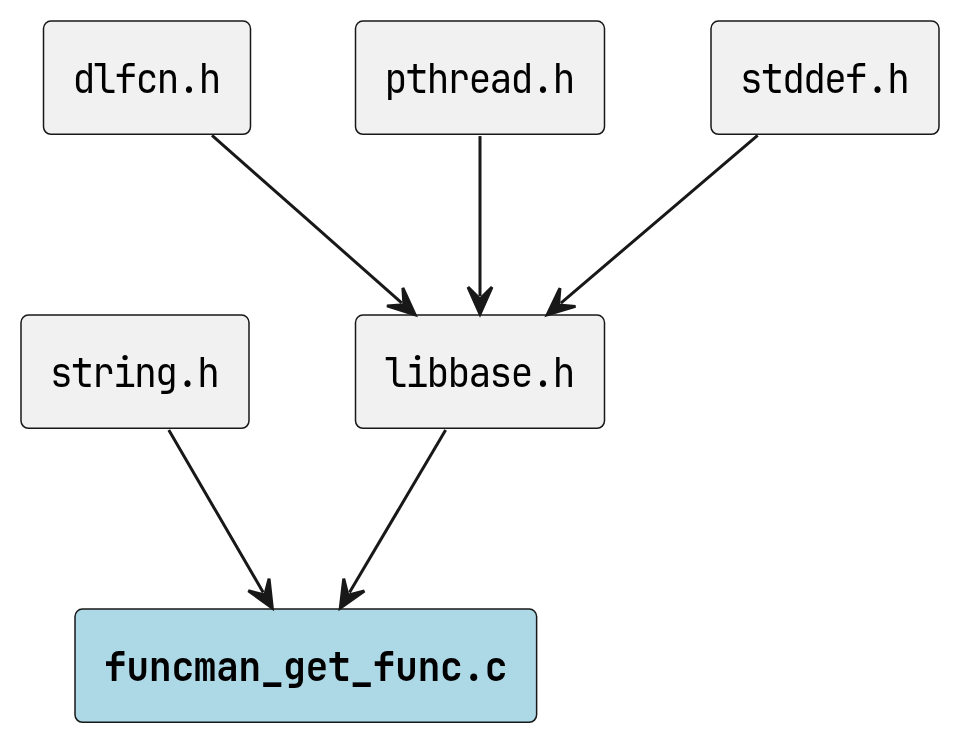 dlfcn.h
pthread.h
stddef.h
string.h
libbase.h
funcman_get_func.c